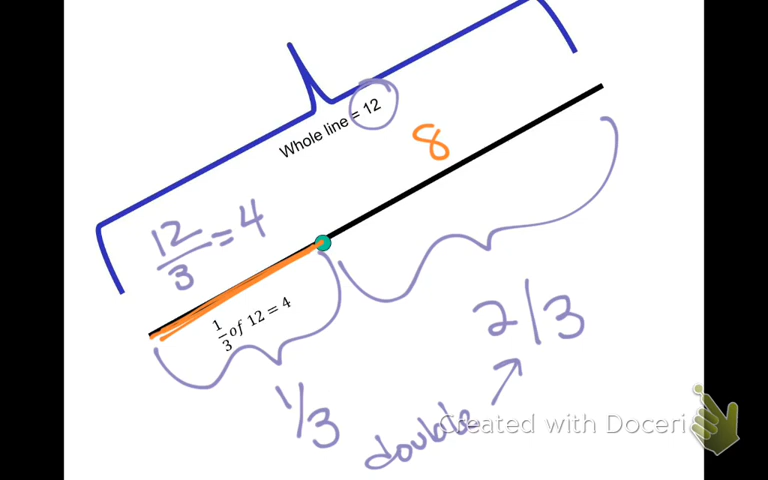 Whole line = 12
8
12/3 = 4
1/3 of 12 = 4
2/3
1/3
double
Created with Doceri